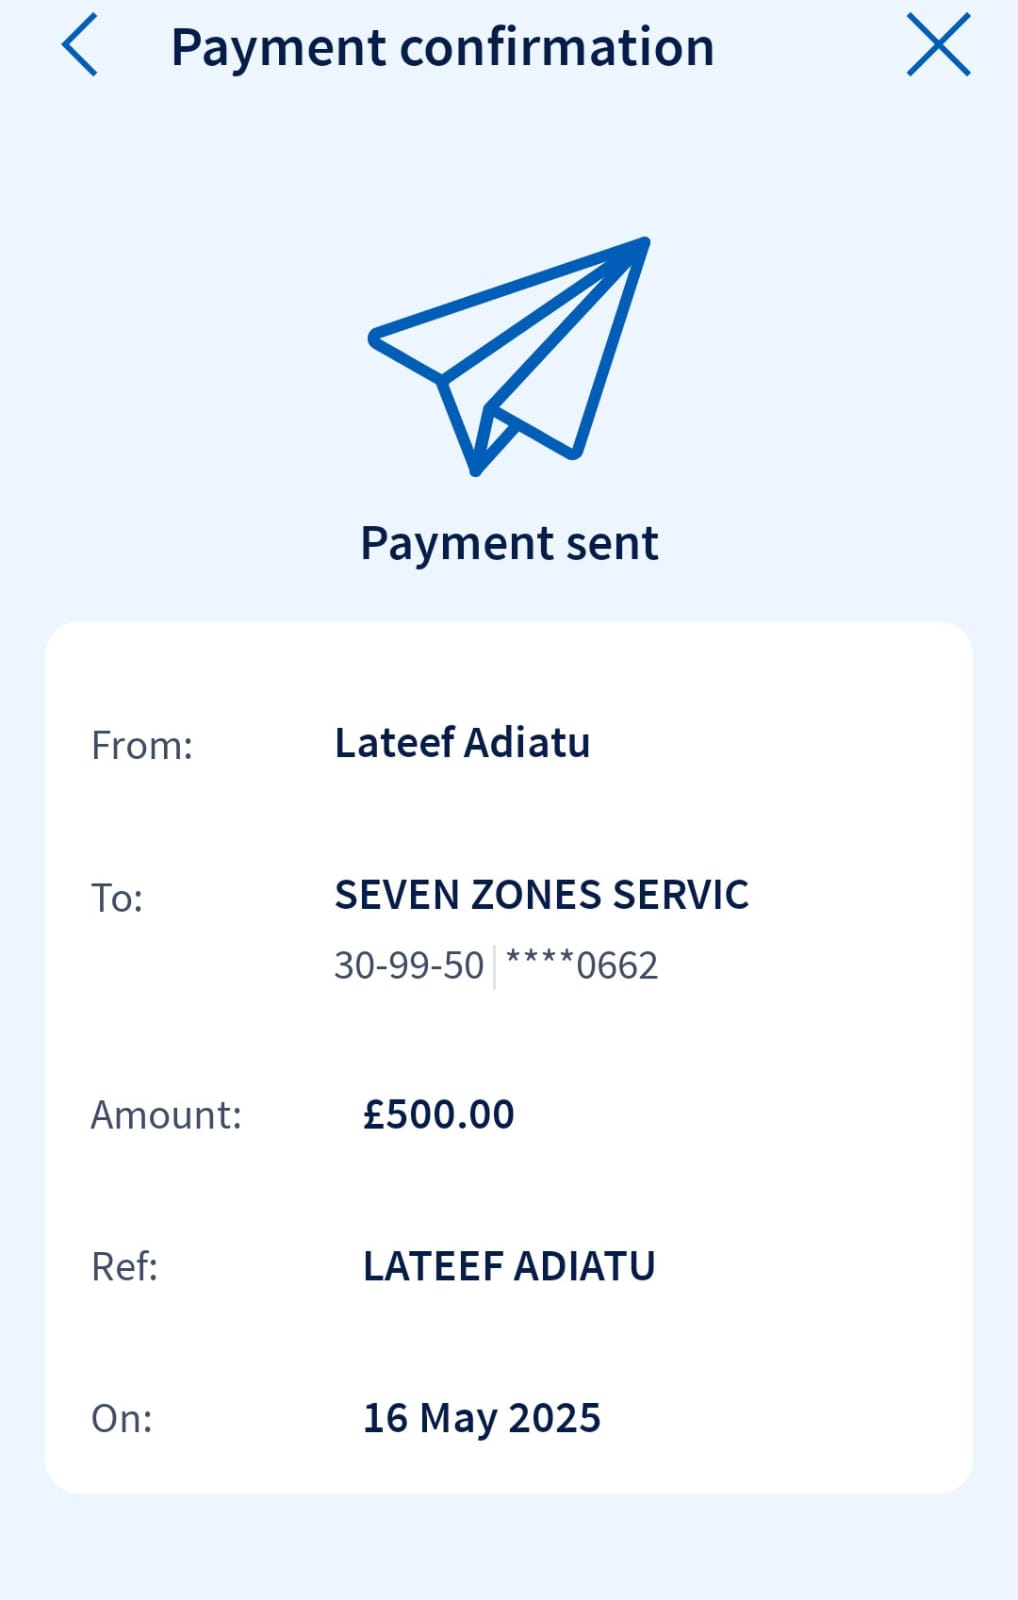 Payment confirmation
Payment sent
From: Lateef Adiatu
To: SEVEN ZONES SERVIC
30-99-50 ****0662
Amount: £500.00
Ref: LATEEF ADIATU
On: 16 May 2025